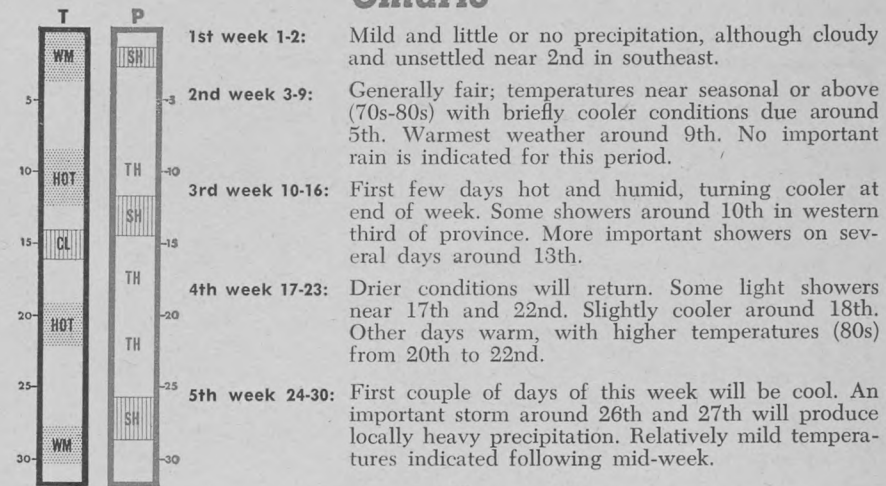 Ontario
T P
WM SH
5- -5
10- HOT TH -10
SH
15- CL -15
TH
20- HOT -20
TH
25- -25
SH
WM
30- -30
1st week 1-2: Mild and little or no precipitation, although cloudy
and unsettled near 2nd in southeast.
2nd week 3-9: Generally fair; temperatures near seasonal or above
(70s-80s) with briefly cooler conditions due around
5th. Warmest weather around 9th. No important
rain is indicated for this period.
3rd week 10-16: First few days hot and humid, turning cooler at
end of week. Some showers around 10th in western
third of province. More important showers on sev-
eral days around 13th.
4th week 17-23: Drier conditions will return. Some light showers
near 17th and 22nd. Slightly cooler around 18th.
Other days warm, with higher temperatures (80s)
from 20th to 22nd.
5th week 24-30: First couple of days of this week will be cool. An
important storm around 26th and 27th will produce
locally heavy precipitation. Relatively mild tempera-
tures indicated following mid-week.